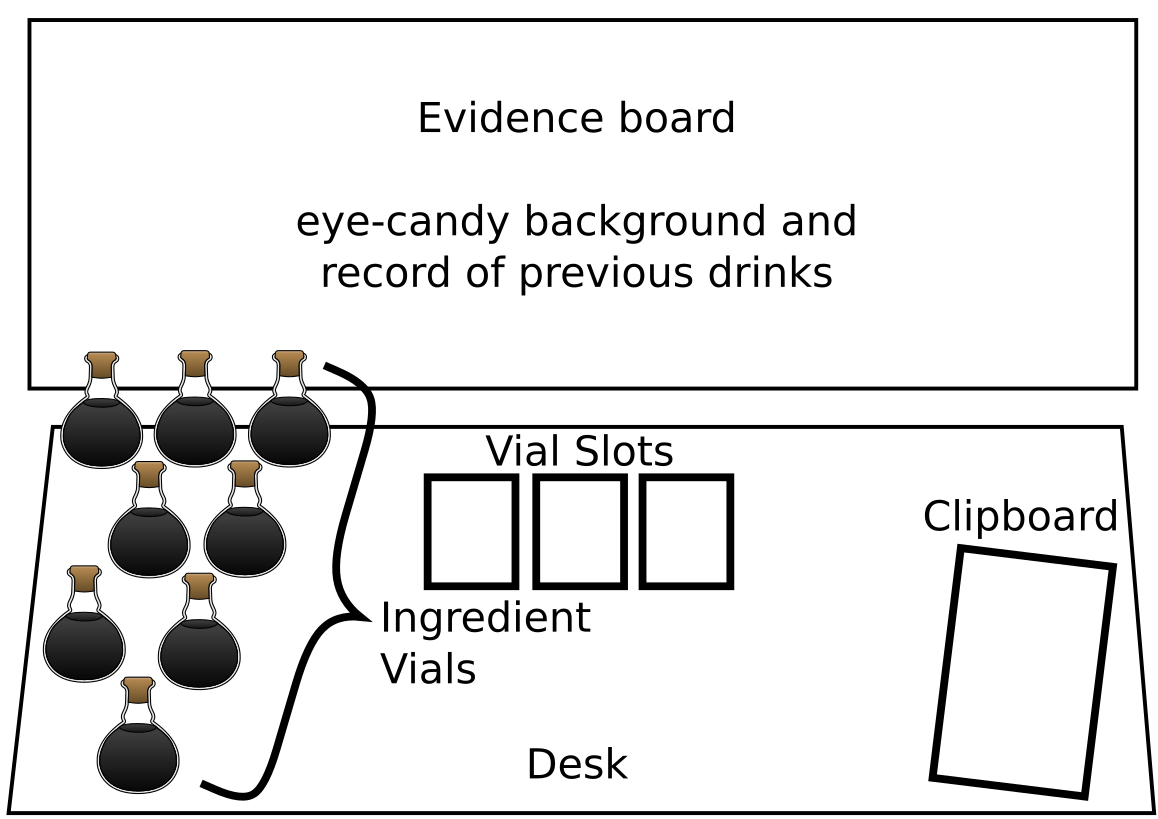 Evidence board
eye-candy background and
record of previous drinks
Vial Slots
Clipboard
Ingredient
Vials
Desk